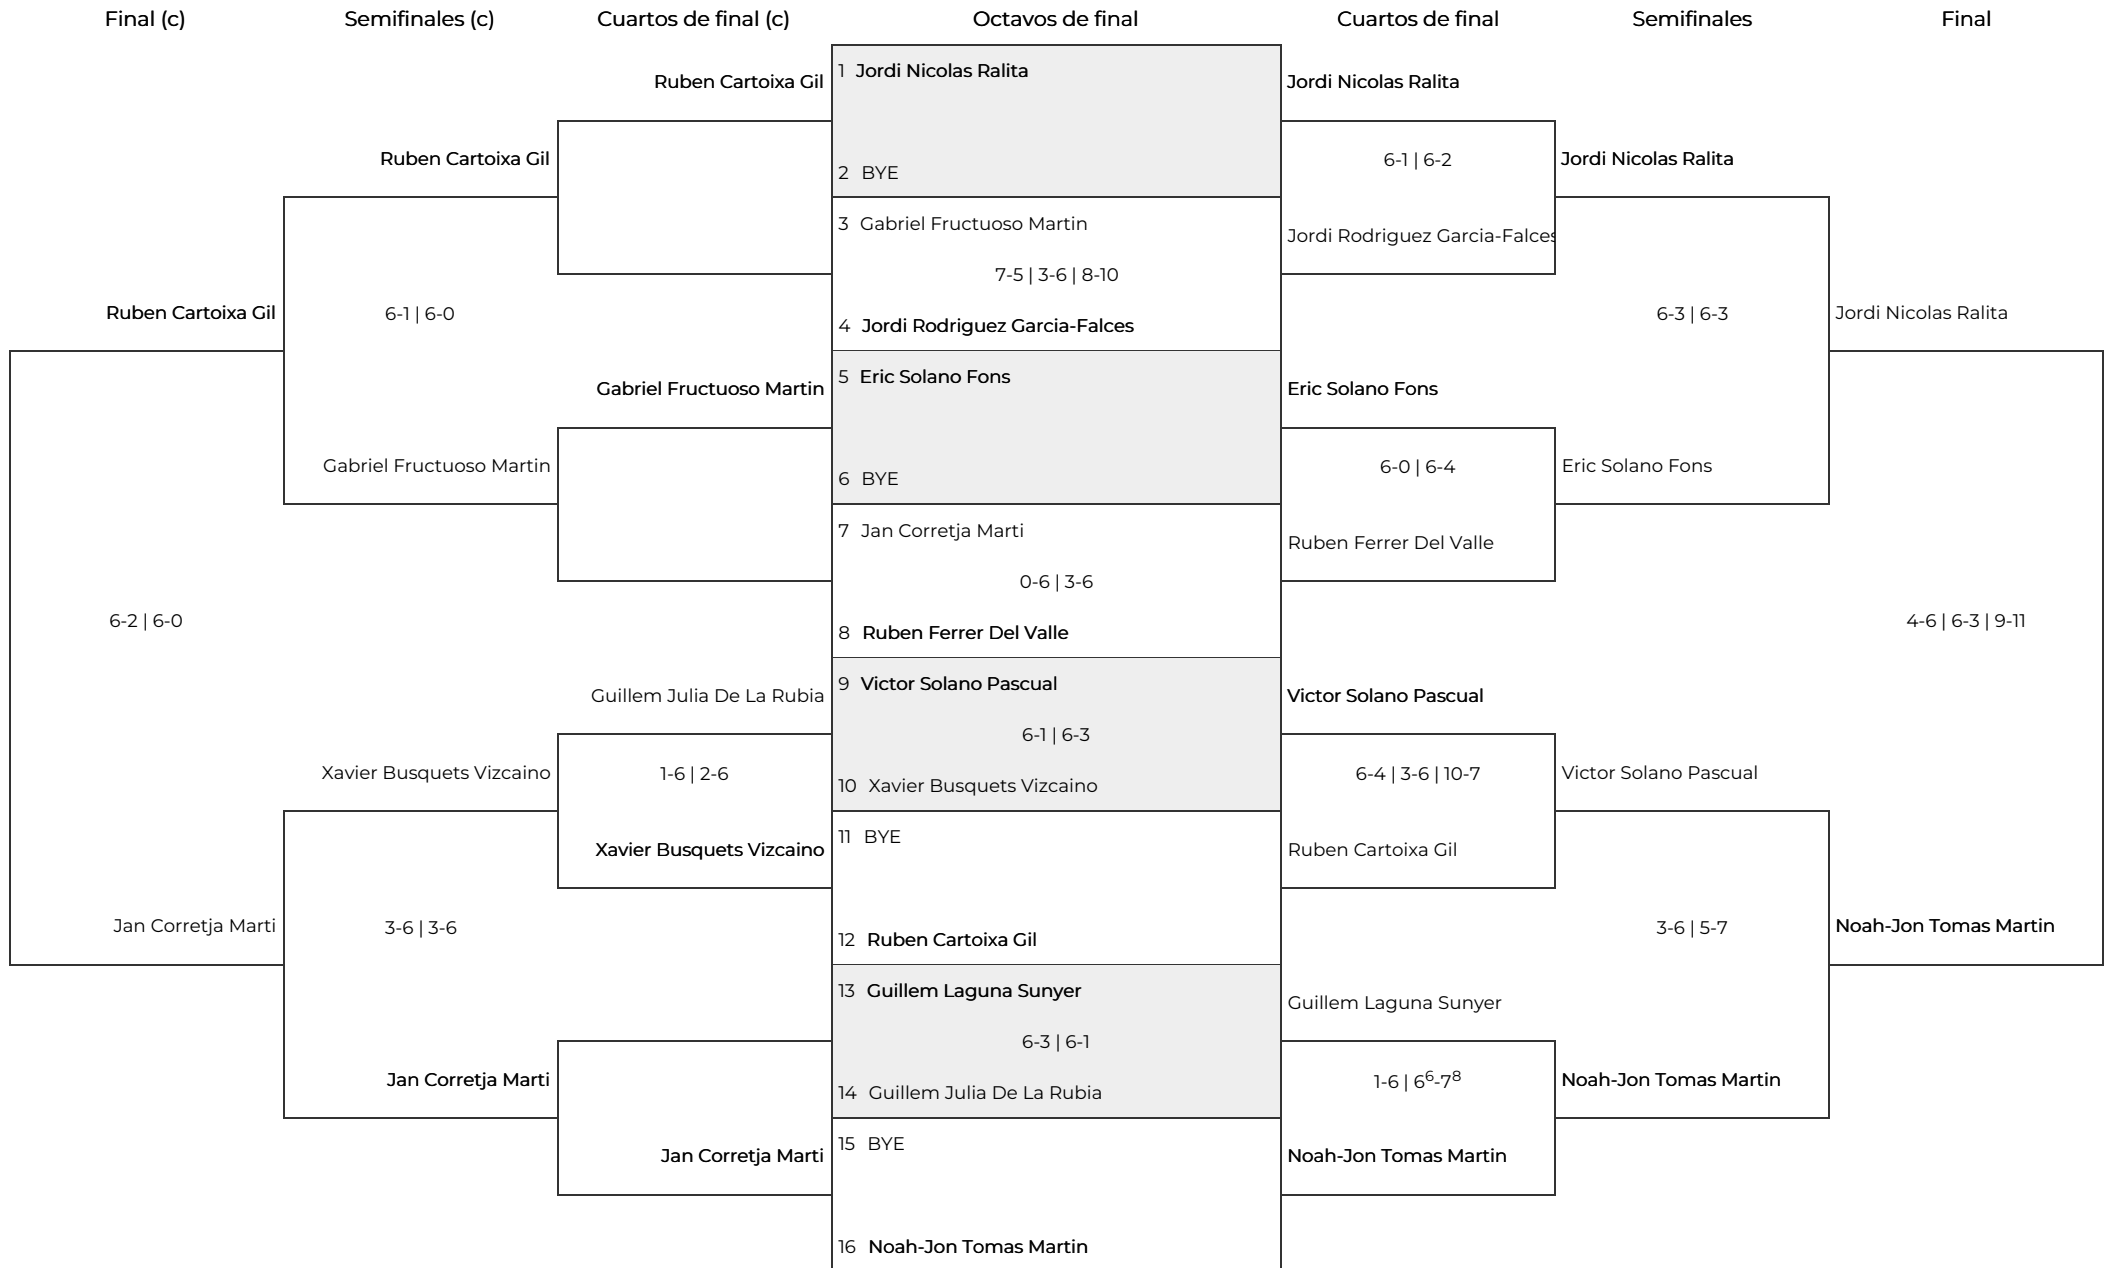 Final (c) Semifinales (c) Cuartos de final (c) Octavos de final Cuartos de final Semifinales Final
1 Jordi Nicolas Ralita
Ruben Cartoixa Gil Jordi Nicolas Ralita
Ruben Cartoixa Gil 6-1 | 6-2 Jordi Nicolas Ralita
2 BYE
3 Gabriel Fructuoso Martin
Jordi Rodriguez Garcia-Falces
7-5 | 3-6 | 8-10
Ruben Cartoixa Gil 6-1 | 6-0 6-3 | 6-3 Jordi Nicolas Ralita
4 Jordi Rodriguez Garcia-Falces
5 Eric Solano Fons
Gabriel Fructuoso Martin Eric Solano Fons
Gabriel Fructuoso Martin 6-0 | 6-4 Eric Solano Fons
6 BYE
7 Jan Corretja Marti
Ruben Ferrer Del Valle
0-6 | 3-6
6-2 | 6-0 4-6 | 6-3 | 9-11
8 Ruben Ferrer Del Valle
9 Victor Solano Pascual
Guillem Julia De La Rubia Victor Solano Pascual
6-1 | 6-3
Xavier Busquets Vizcaino 1-6 | 2-6 6-4 | 3-6 | 10-7 Victor Solano Pascual
10 Xavier Busquets Vizcaino
11 BYE
Xavier Busquets Vizcaino Ruben Cartoixa Gil
Jan Corretja Marti 3-6 | 3-6 3-6 | 5-7 Noah-Jon Tomas Martin
12 Ruben Cartoixa Gil
13 Guillem Laguna Sunyer
Guillem Laguna Sunyer
6-3 | 6-1
Jan Corretja Marti 1-6 | 6⁶-7⁸ Noah-Jon Tomas Martin
14 Guillem Julia De La Rubia
15 BYE
Jan Corretja Marti Noah-Jon Tomas Martin
16 Noah-Jon Tomas Martin